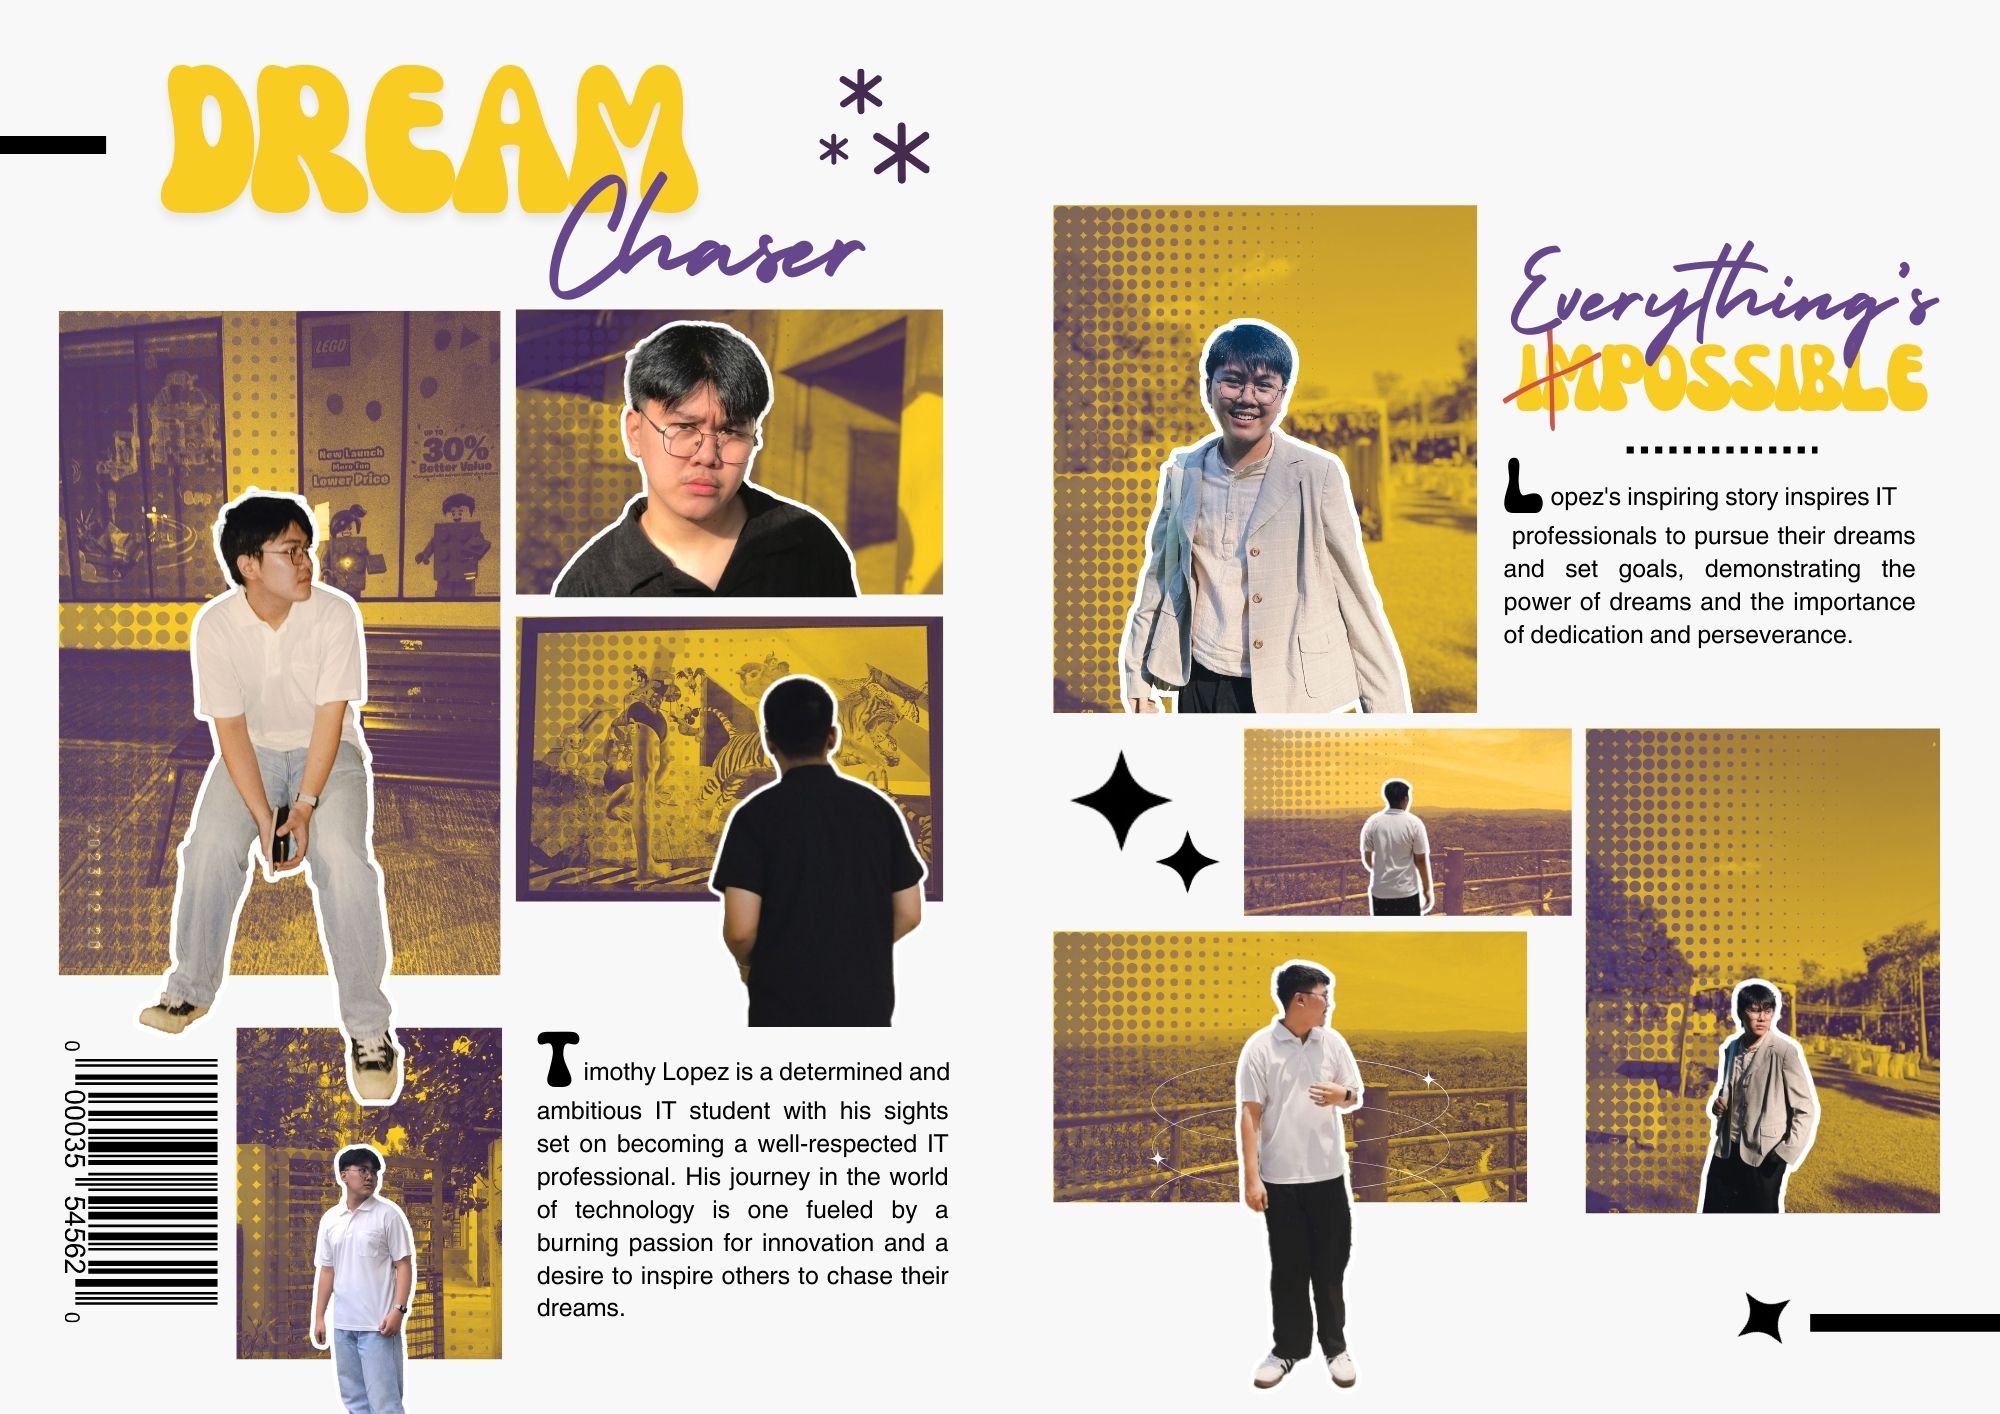 DREAM
Chaser
LEGO
New Launch
More Fun
Lower Price
UP TO
30%
Better Value
2023 12 20
0 00035 54562 0
Timothy Lopez is a determined and
ambitious IT student with his sights
set on becoming a well-respected IT
professional. His journey in the world
of technology is one fueled by a
burning passion for innovation and a
desire to inspire others to chase their
dreams.
Everything's
IMPOSSIBLE
Lopez's inspiring story inspires IT
professionals to pursue their dreams
and set goals, demonstrating the
power of dreams and the importance
of dedication and perseverance.